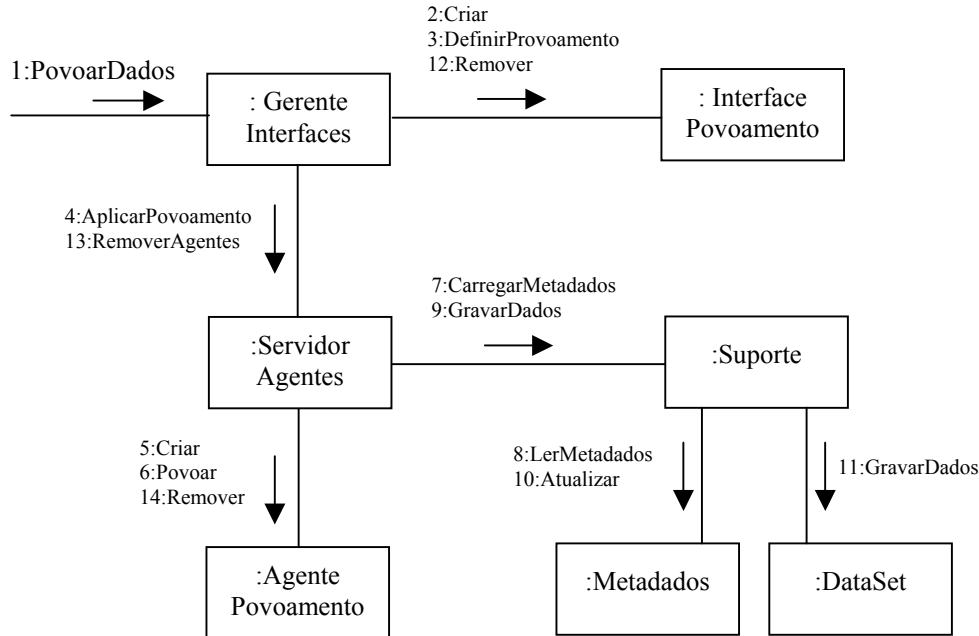 2:Criar
3:DefinirProvoamento
12:Remover
1:PovoarDados
: Gerente
Interfaces
: Interface
Povoamento
4:AplicarPovoamento
13:RemoverAgentes
7:CarregarMetadados
9:GravarDados
:Servidor
Agentes
:Suporte
5:Criar
6:Povoar
14:Remover
8:LerMetadados
10:Atualizar
11:GravarDados
:Agente
Povoamento
:Metadados
:DataSet